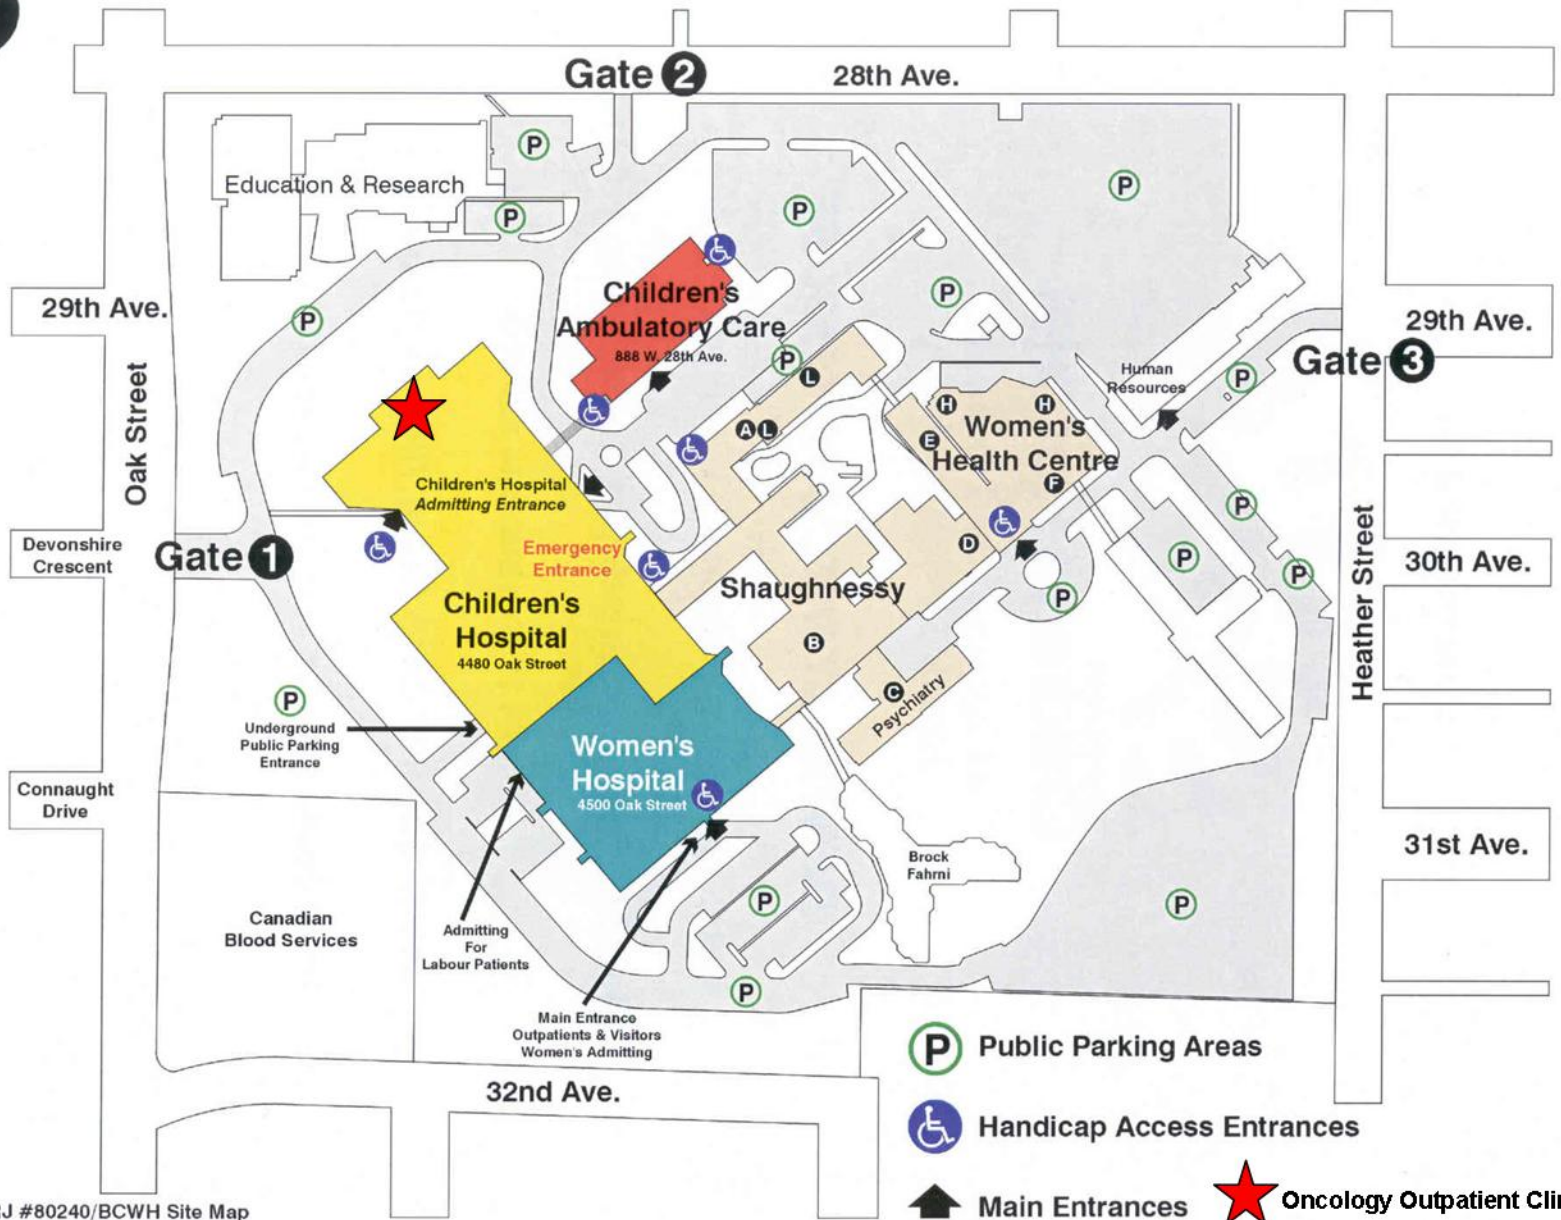 Gate 2
28th Ave.
P
Education & Research
P
P
P
P
29th Ave.
P
Children's
Ambulatory Care
888 W. 28th Ave.
P
P
29th Ave.
Gate 3
Human
Resources
P
Oak Street
L
A L
H
H
E
Women's
Health Centre
F
Children's Hospital
Admitting Entrance
P
Devonshire
Crescent
Gate 1
Emergency
Entrance
D
P
30th Ave.
P
Heather Street
Shaughnessy
P
Children's
Hospital
4480 Oak Street
B
C
Psychiatry
P
Underground
Public Parking
Entrance
Women's
Hospital
4500 Oak Street
Connaught
Drive
31st Ave.
Brock
Fahrni
P
P
Canadian
Blood Services
Admitting
For
Labour Patients
P
Main Entrance
Outpatients & Visitors
Women's Admitting
32nd Ave.
P Public Parking Areas
Handicap Access Entrances
Main Entrances
Oncology Outpatient Cli
J #80240/BCWH Site Map